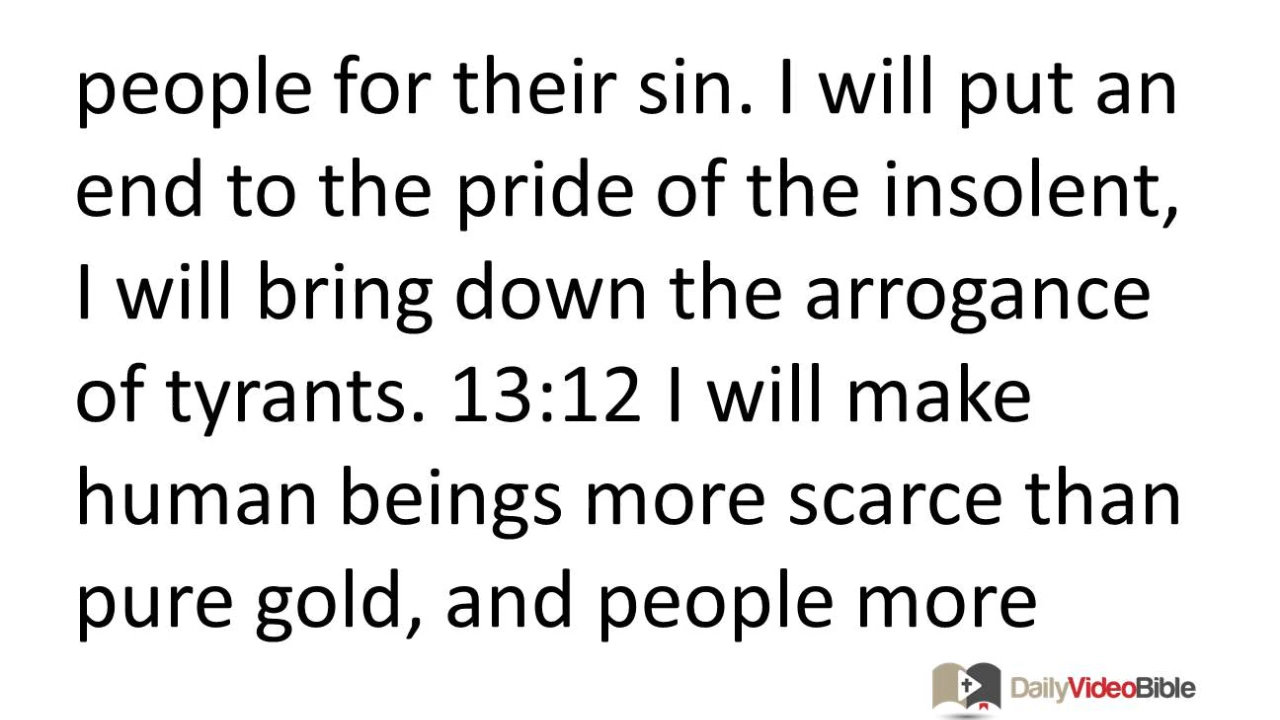 people for their sin. I will put an
end to the pride of the insolent,
I will bring down the arrogance
of tyrants. 13:12 I will make
human beings more scarce than
pure gold, and people more
DailyVideoBible